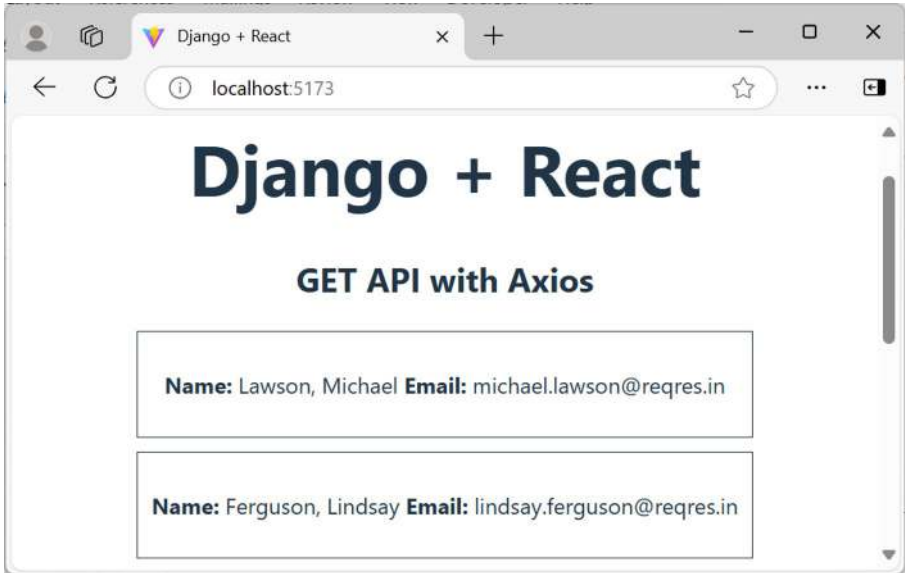 Django + React
localhost:5173
Django + React
GET API with Axios
Name: Lawson, Michael Email: michael.lawson@reqres.in
Name: Ferguson, Lindsay Email: lindsay.ferguson@reqres.in